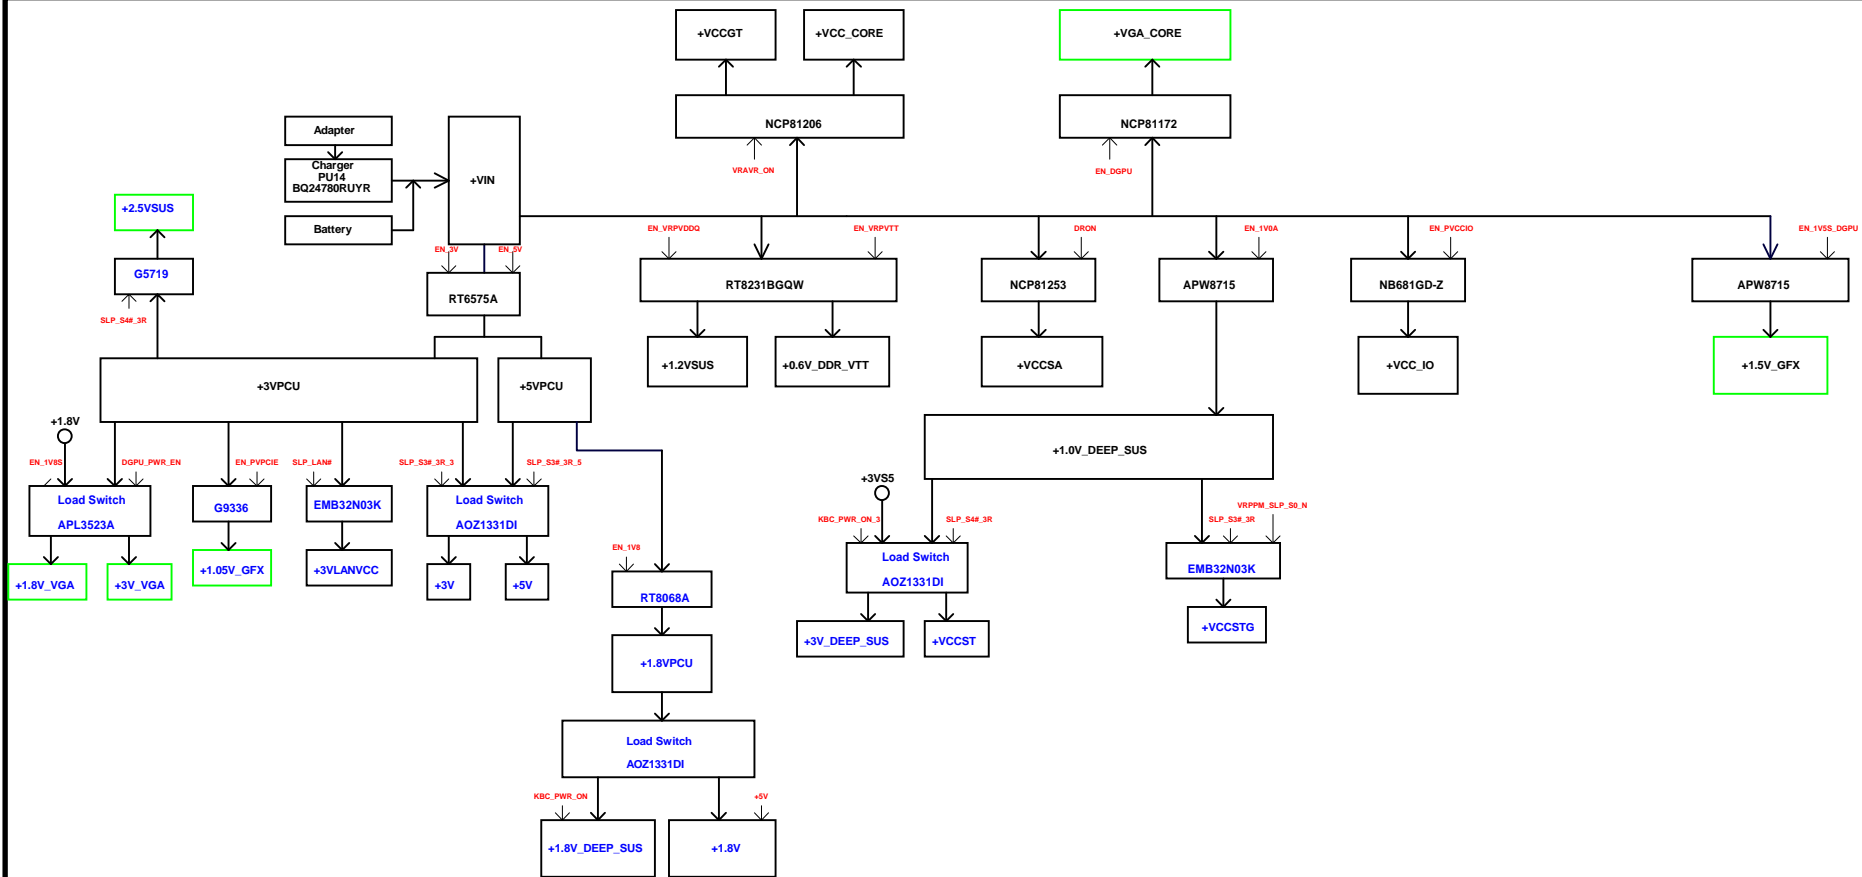 +VCCGT
+VCC_CORE
+VGA_CORE
NCP81206
NCP81172
VRAVR_ON
EN_DGPU
Adapter
Charger
PU14
BQ24780RUYR
Battery
+VIN
+2.5VSUS
G5719
SLP_S4#_3R
EN_3V
EN_5V
RT6575A
EN_VRPVDDQ
EN_VRPVTT
RT8231BGQW
DRON
NCP81253
EN_1V0A
APW8715
EN_PVCCIO
NB681GD-Z
EN_1V5S_DGPU
APW8715
+3VPCU
+5VPCU
+1.2VSUS
+0.6V_DDR_VTT
+VCCSA
+VCC_IO
+1.5V_GFX
+1.8V
EN_1V8S
DGPU_PWR_EN
EN_PVPCIE
SLP_LAN#
SLP_S3#_3R_3
SLP_S3#_3R_5
Load Switch
APL3523A
G9336
EMB32N03K
Load Switch
AOZ1331DI
+1.8V_VGA
+3V_VGA
+1.05V_GFX
+3VLANVCC
+3V
+5V
+1.0V_DEEP_SUS
+3VS5
KBC_PWR_ON_3
SLP_S4#_3R
VRPPM_SLP_S0_N
SLP_S3#_3R
Load Switch
AOZ1331DI
EMB32N03K
+3V_DEEP_SUS
+VCCST
+VCCSTG
EN_1V8
RT8068A
+1.8VPCU
Load Switch
AOZ1331DI
KBC_PWR_ON
+5V
+1.8V_DEEP_SUS
+1.8V